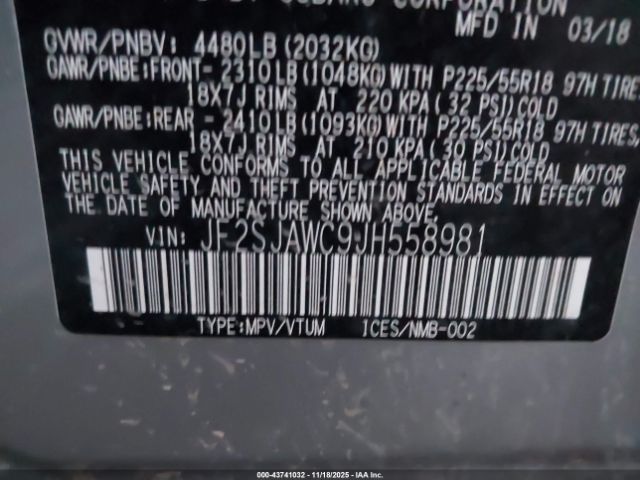 SUBARU CORPORATION
MFD IN 03/18
GVWR/PNBV: 4480LB(2032KG)
GAWR/PNBE:FRONT- 2310LB(1048KG)WITH P225/55R18 97H TIRES
18X7J RIMS AT 220 KPA(32 PSI)COLD
GAWR/PNBE:REAR - 2410LB(1093KG)WITH P225/55R18 97H TIRES,
18X7J RIMS AT 210 KPA(30 PSI)COLD
THIS VEHICLE CONFORMS TO ALL APPLICABLE FEDERAL MOTOR
VEHICLE SAFETY AND THEFT PREVENTION STANDARDS IN EFFECT ON
THE DATE OF MANUFACTURE SHOWN ABOVE.
VIN: JF2SJAWC9JH558981
TYPE:MPV/VTUM ICES/NMB-002
000-43741032 - 11/18/2025 - IAA Inc.